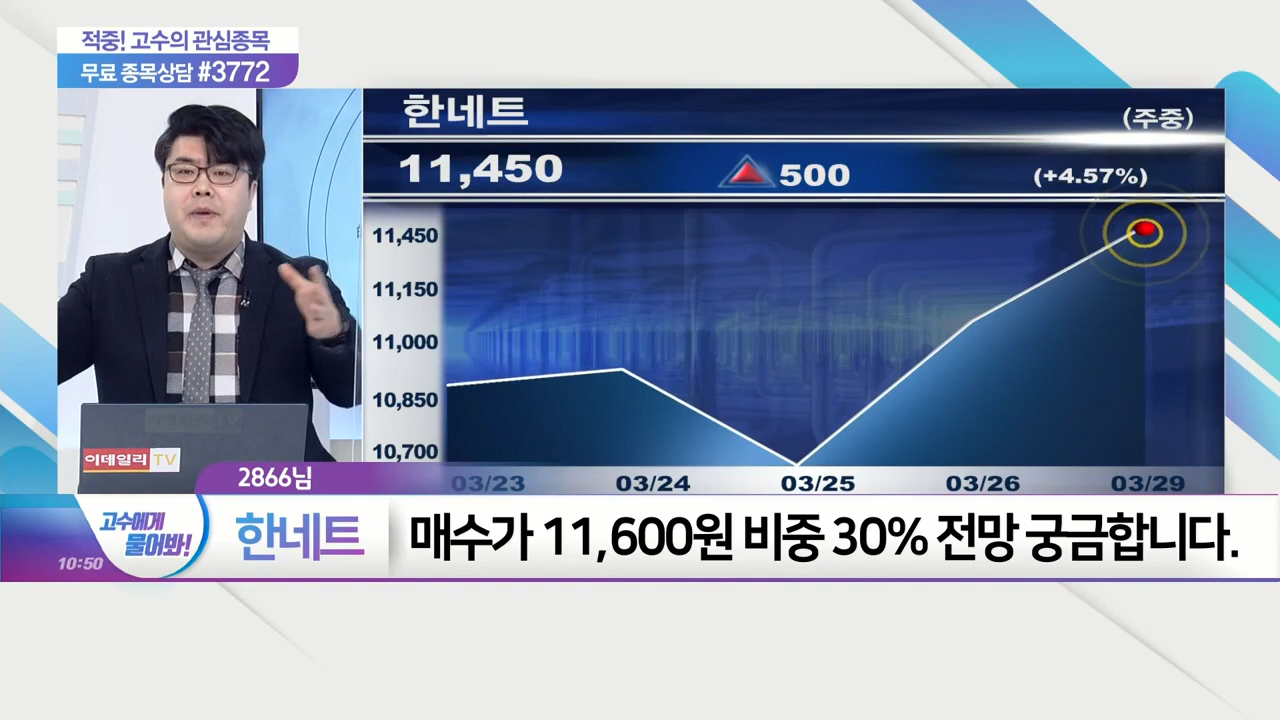 적중! 고수의 관심종목
무료 종목상담 #3772
한네트
(주중)
11,450
500
(+4.57%)
11,450
11,150
11,000
10,850
10,700
03/23
03/24
03/25
03/26
03/29
이데일리 TV
2866님
고수에게
물어봐!
10:50
한네트
매수가 11,600원 비중 30% 전망 궁금합니다.